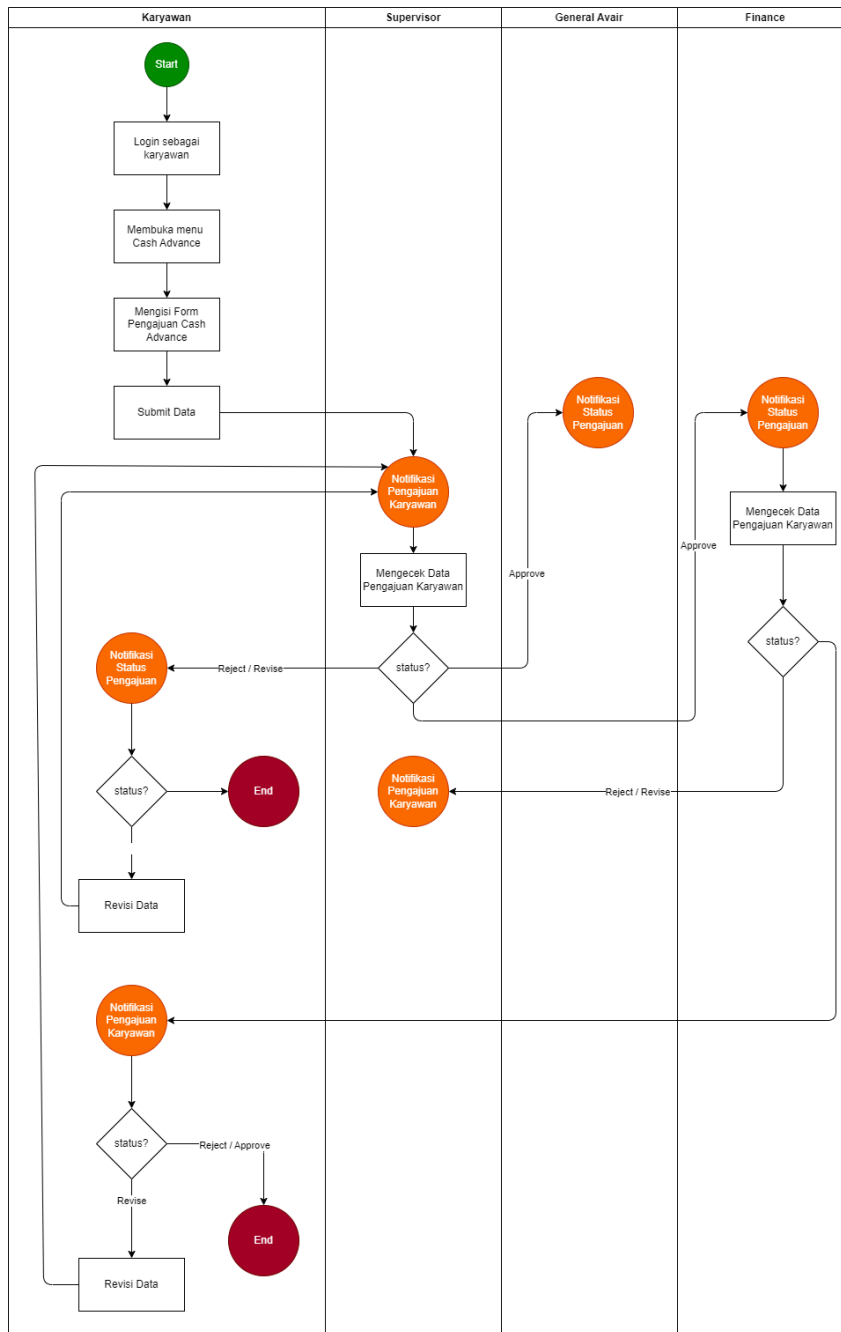 Karyawan
Supervisor
General Avair
Finance
Start
Login sebagai
karyawan
Membuka menu
Cash Advance
Mengisi Form
Pengajuan Cash
Advance
Submit Data
Notifikasi
Status
Pengajuan
Notifikasi
Status
Pengajuan
Notifikasi
Pengajuan
Karyawan
Mengecek Data
Pengajuan Karyawan
Approve
Approve
Mengecek Data
Pengajuan Karyawan
Notifikasi
Status
Pengajuan
Reject / Revise
status?
status?
status?
End
Notifikasi
Pengajuan
Karyawan
Reject / Revise
Revisi Data
Notifikasi
Pengajuan
Karyawan
status?
Reject / Approve
Revise
End
Revisi Data